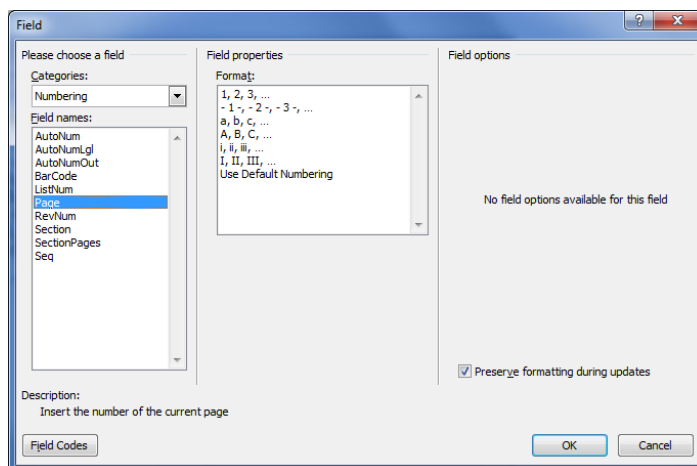 Field
Please choose a field
Categories:
Numbering
Field names:
AutoNum
AutoNumLgl
AutoNumOut
BarCode
ListNum
Page
RevNum
Section
SectionPages
Seq
Field properties
Format:
1, 2, 3, ...
- 1 -, - 2 -, - 3 -, ...
a, b, c, ...
A, B, C, ...
i, ii, iii, ...
I, II, III, ...
Use Default Numbering
Field options
No field options available for this field
Preserve formatting during updates
Description:
Insert the number of the current page
Field Codes
OK
Cancel